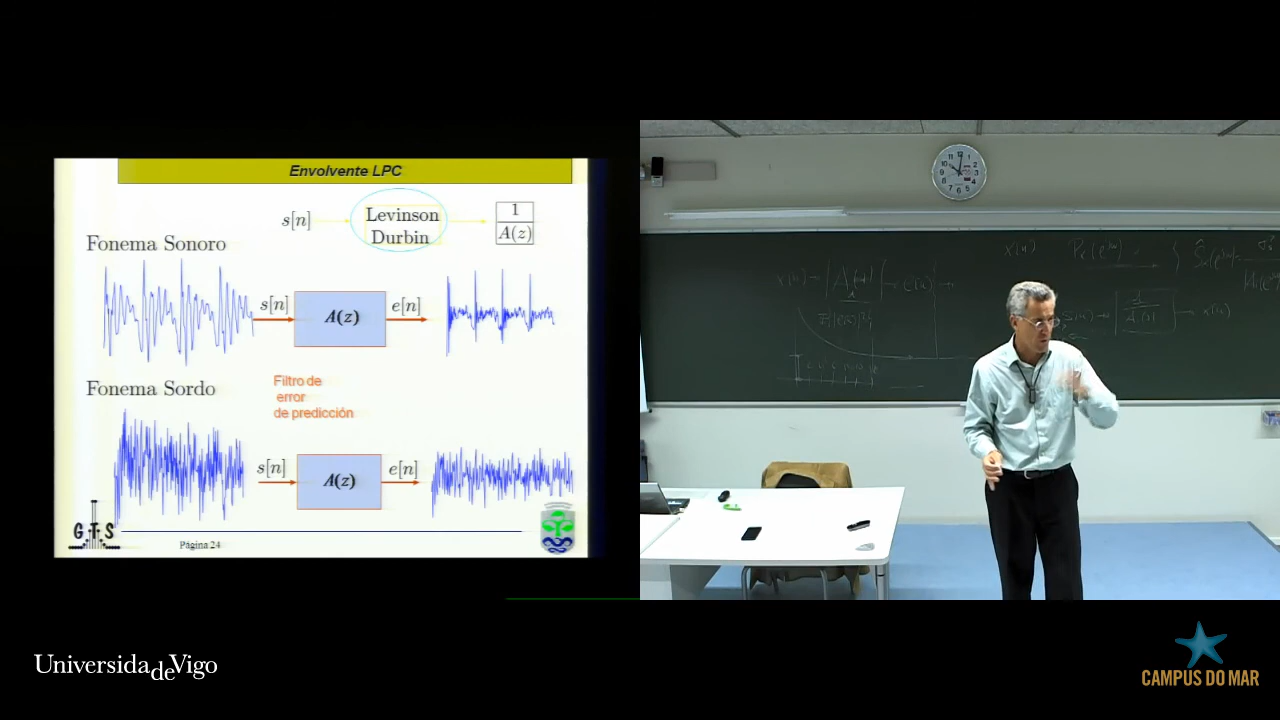 Envolvente LPC
s[n]
Levinson
Durbin
1
A(z)
Fonema Sonoro
s[n]
A(z)
e[n]
Fonema Sordo
Filtro de
error
de predicción
s[n]
A(z)
e[n]
GTS
Página 24
Universidade Vigo
CAMPUS DO MAR